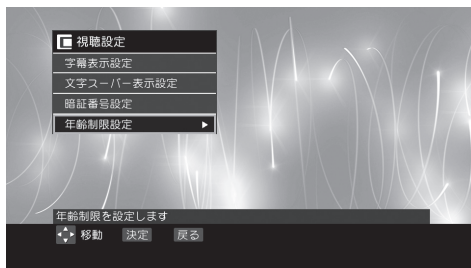 視聴設定
字幕表示設定
文字スーパー表示設定
暗証番号設定
年齢制限設定
年齢制限を設定します
移動 決定 戻る